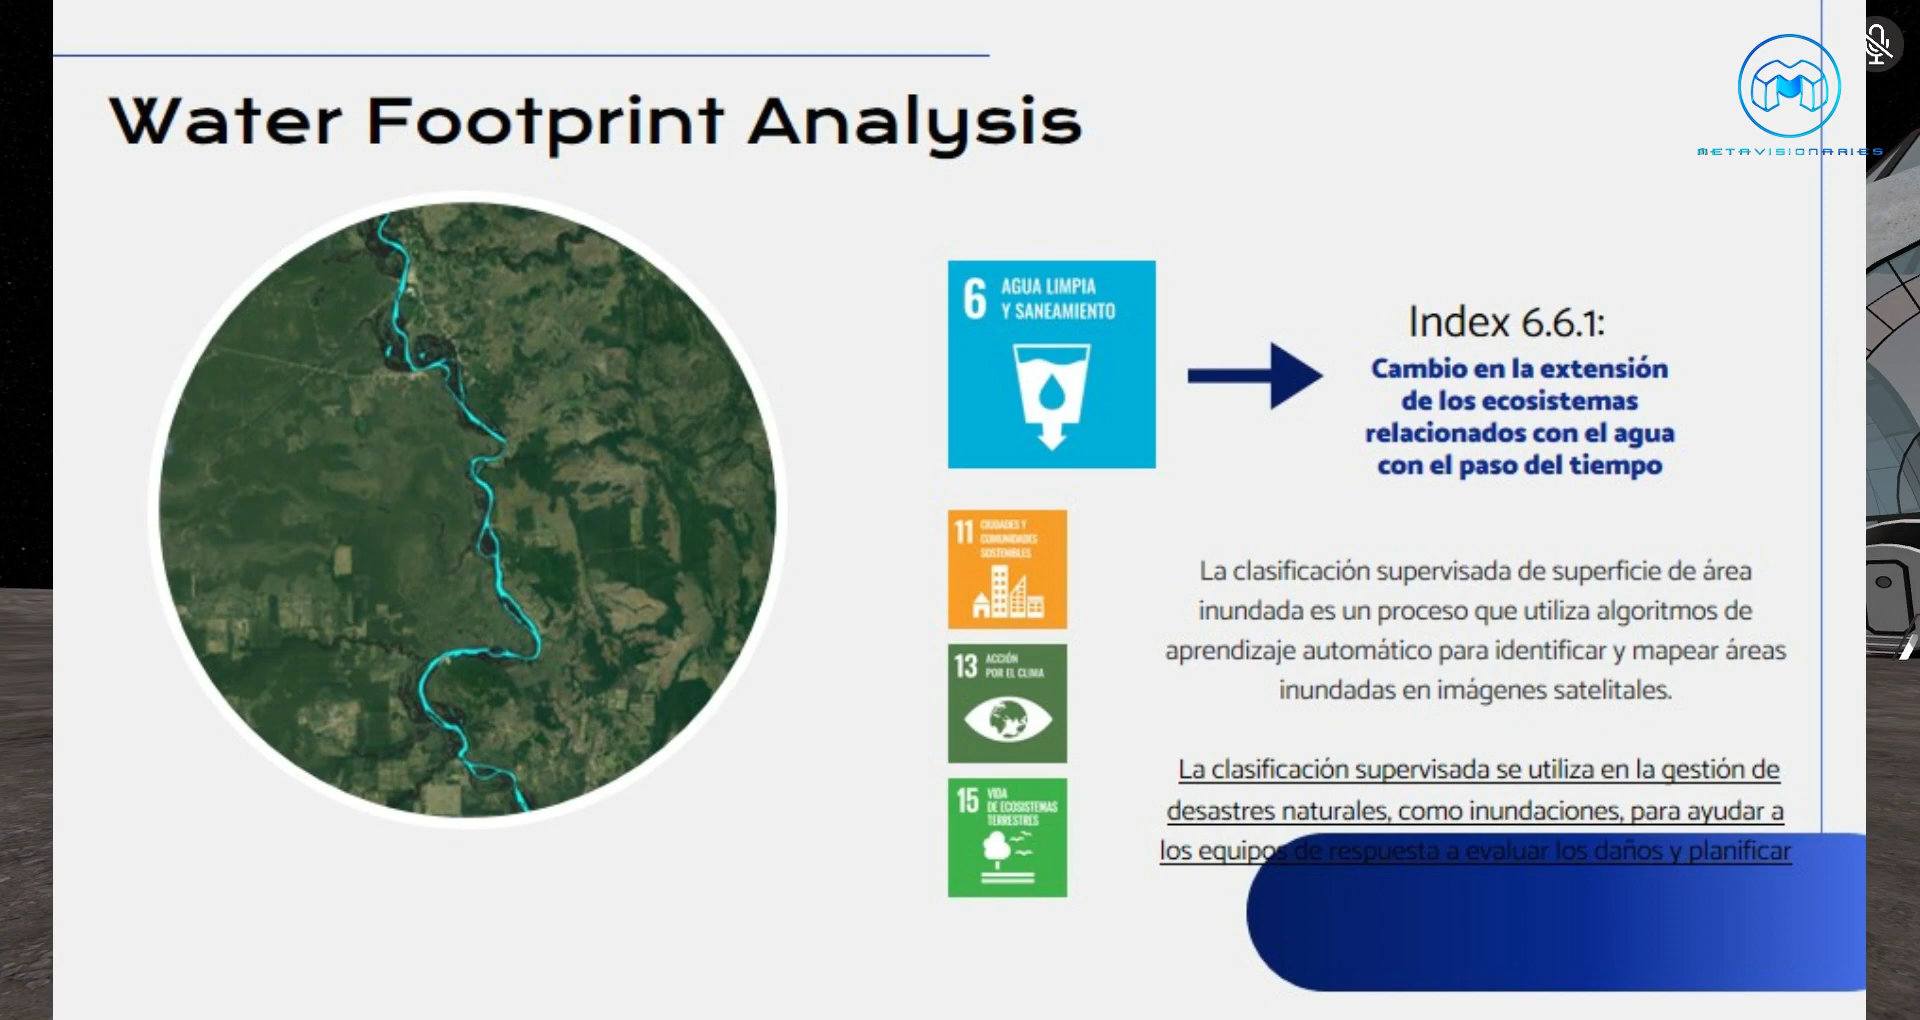 Water Footprint Analysis
METAVISIONARIES
6 AGUA LIMPIA
Y SANEAMIENTO
Index 6.6.1:
Cambio en la extensión
de los ecosistemas
relacionados con el agua
con el paso del tiempo
11 CIUDADES Y
COMUNIDADES
SOSTENIBLES
13 ACCIÓN
POR EL CLIMA
15 VIDA
DE ECOSISTEMAS
TERRESTRES
La clasificación supervisada de superficie de área
inundada es un proceso que utiliza algoritmos de
aprendizaje automático para identificar y mapear áreas
inundadas en imágenes satelitales.
La clasificación supervisada se utiliza en la gestión de
desastres naturales, como inundaciones, para ayudar a
los equipos de respuesta a evaluar los daños y planificar